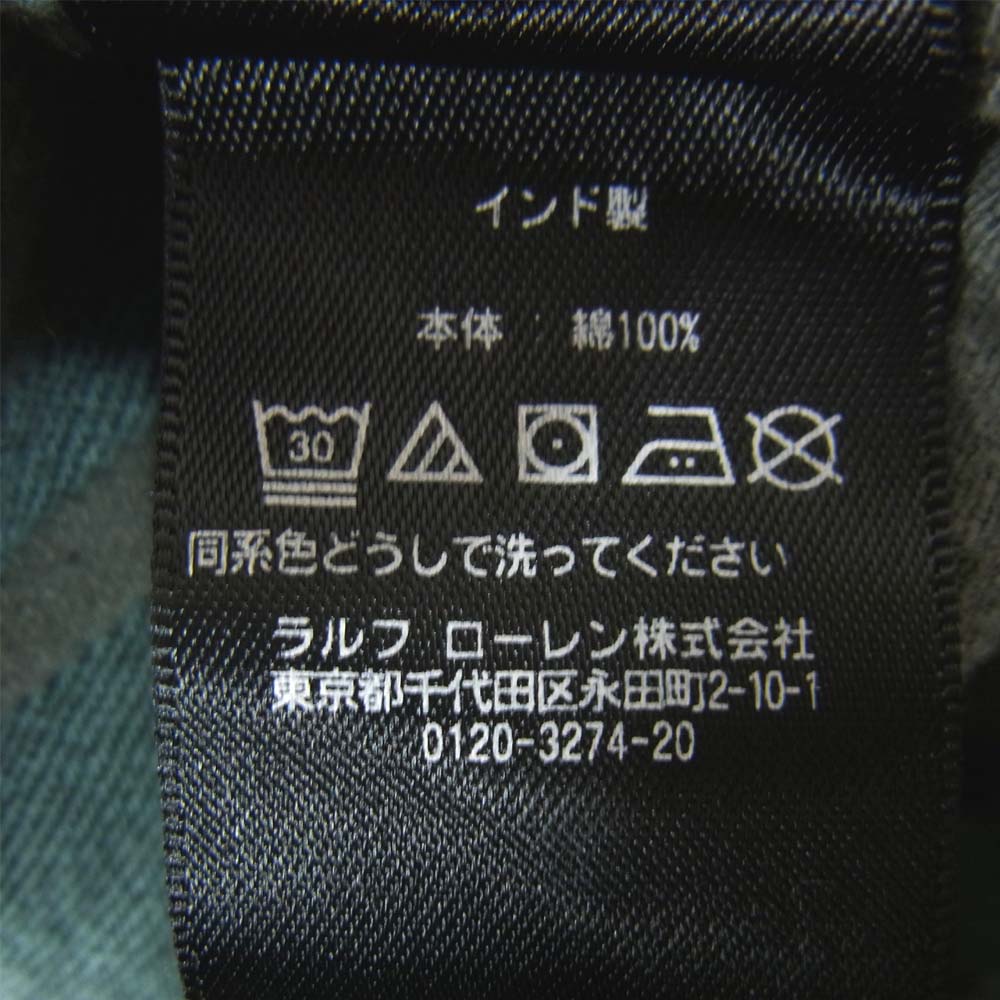 インド製
本体 : 綿100%
30
同系色どうしで洗ってください
ラルフ ローレン株式会社
東京都千代田区永田町2-10-1
0120-3274-20